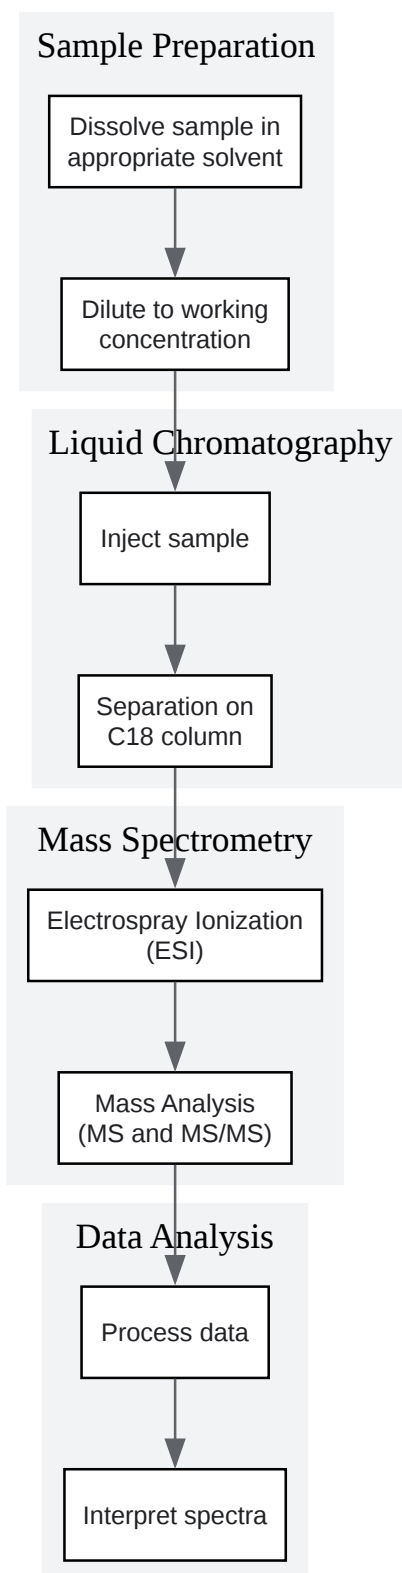 Sample Preparation
Dissolve sample in
appropriate solvent
Dilute to working
concentration
Liquid Chromatography
Inject sample
Separation on
C18 column
Mass Spectrometry
Electrospray Ionization
(ESI)
Mass Analysis
(MS and MS/MS)
Data Analysis
Process data
Interpret spectra